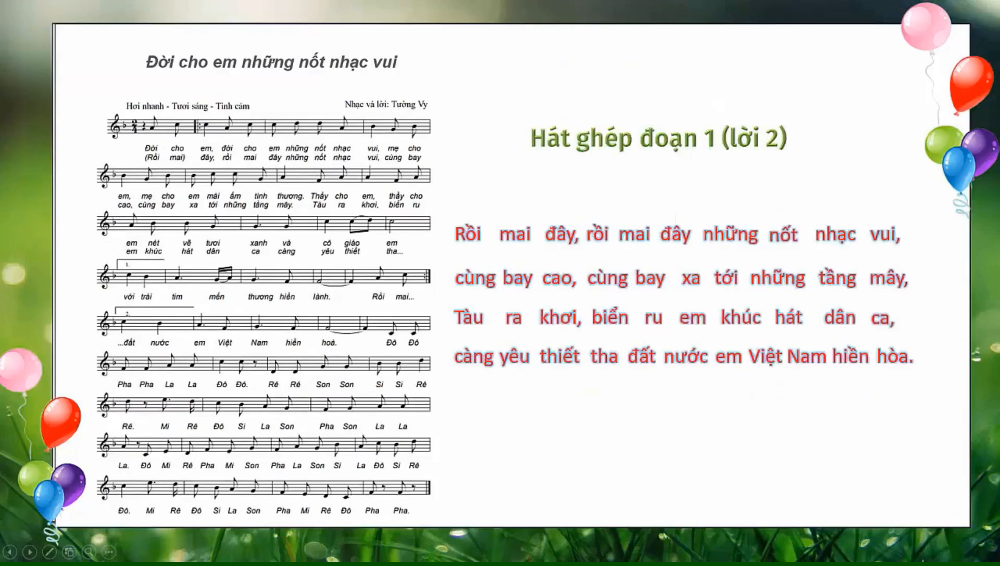 Đời cho em những nốt nhạc vui
Hơi nhanh - Tươi sáng - Tình cảm
Nhạc và lời: Tường Vy
2
4
Đời cho em, đời cho em những nốt nhạc vui, mẹ cho
(Rồi mai) đây, rồi mai đây những nốt nhạc vui, cùng bay
em, mẹ cho em mái ấm tình thương. Thầy cho em, thầy cho
cao, cùng bay xa tới những tầng mây. Tàu ra khơi, biển ru
em nét vẽ tươi xanh và cô giáo em
em khúc hát dân ca càng yêu thiết tha...
1.
với trái tim mến thương hiền lành. Rồi mai...
2.
...đất nước em Việt Nam hiền hoà. Đô Đô
Pha Pha La La Đô Đô. Rê Rê Son Son Si Si Rê
Rê. Mi Rê Đô Si La Son Pha Son La La
La. Đô Mi Rê Pha Mi Son Pha La Son Si La Đô Si Rê
Đô. Mi Rê Đô Si La Son Pha Mi Rê Đô Pha Pha.
Hát ghép đoạn 1 (lời 2)
Rồi mai đây, rồi mai đây những nốt nhạc vui,
cùng bay cao, cùng bay xa tới những tầng mây,
Tàu ra khơi, biển ru em khúc hát dân ca,
càng yêu thiết tha đất nước em Việt Nam hiền hòa.